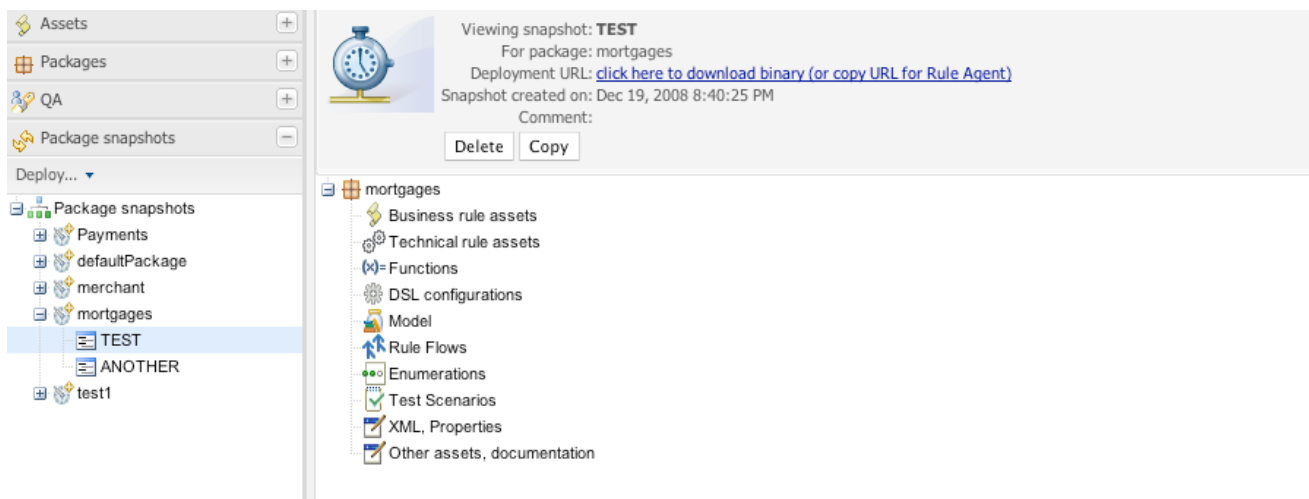 Assets
Packages
QA
Package snapshots
Deploy...
Package snapshots
Payments
defaultPackage
merchant
mortgages
TEST
ANOTHER
test1
Viewing snapshot: TEST
For package: mortgages
Deployment URL: click here to download binary (or copy URL for Rule Agent)
Snapshot created on: Dec 19, 2008 8:40:25 PM
Comment:
Delete Copy
mortgages
Business rule assets
Technical rule assets
(x)= Functions
DSL configurations
Model
Rule Flows
Enumerations
Test Scenarios
XML, Properties
Other assets, documentation